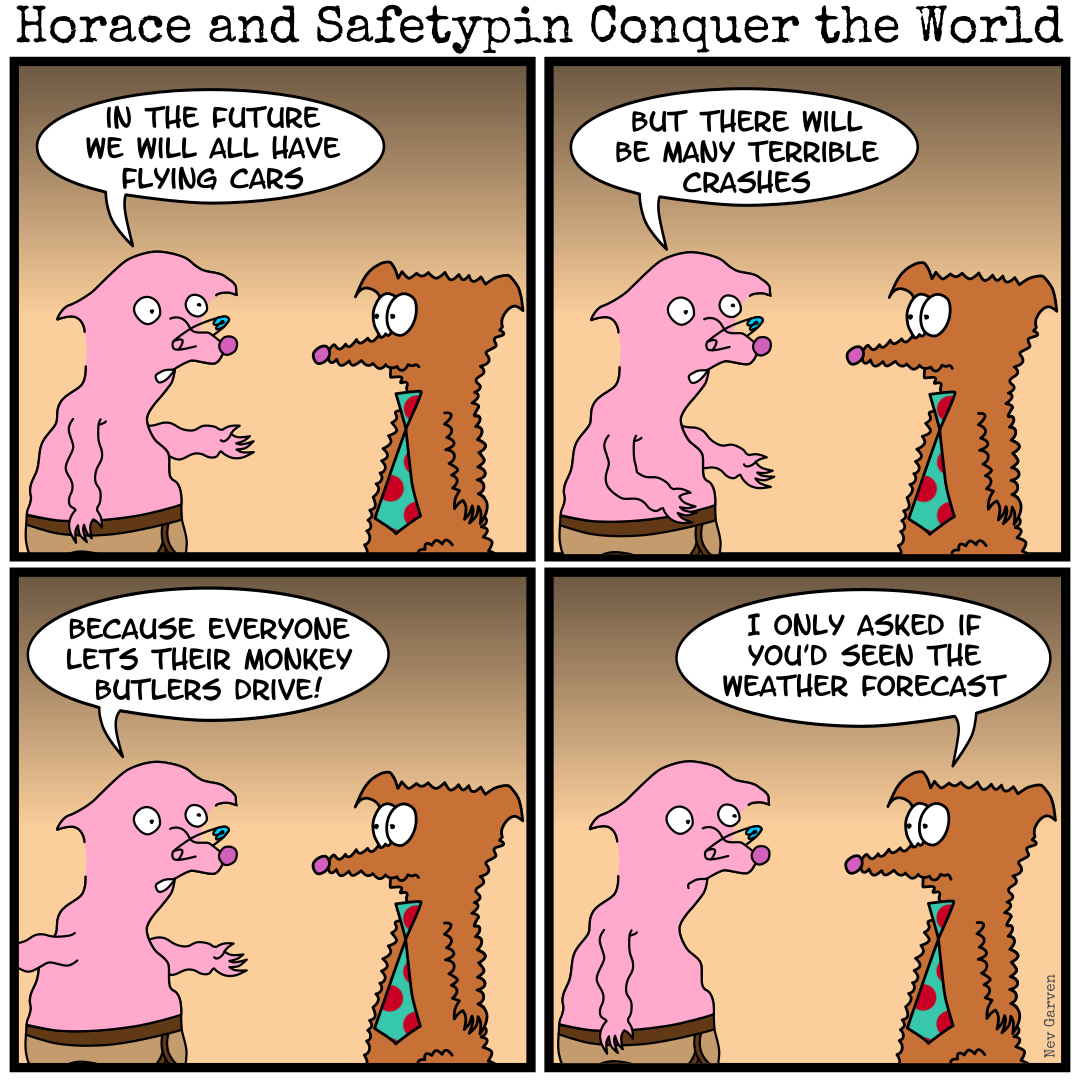 Horace and Safetypin Conquer the World
IN THE FUTURE
WE WILL ALL HAVE
FLYING CARS
BUT THERE WILL
BE MANY TERRIBLE
CRASHES
BECAUSE EVERYONE
LETS THEIR MONKEY
BUTLERS DRIVE!
I ONLY ASKED IF
YOU'D SEEN THE
WEATHER FORECAST
Nev Garven